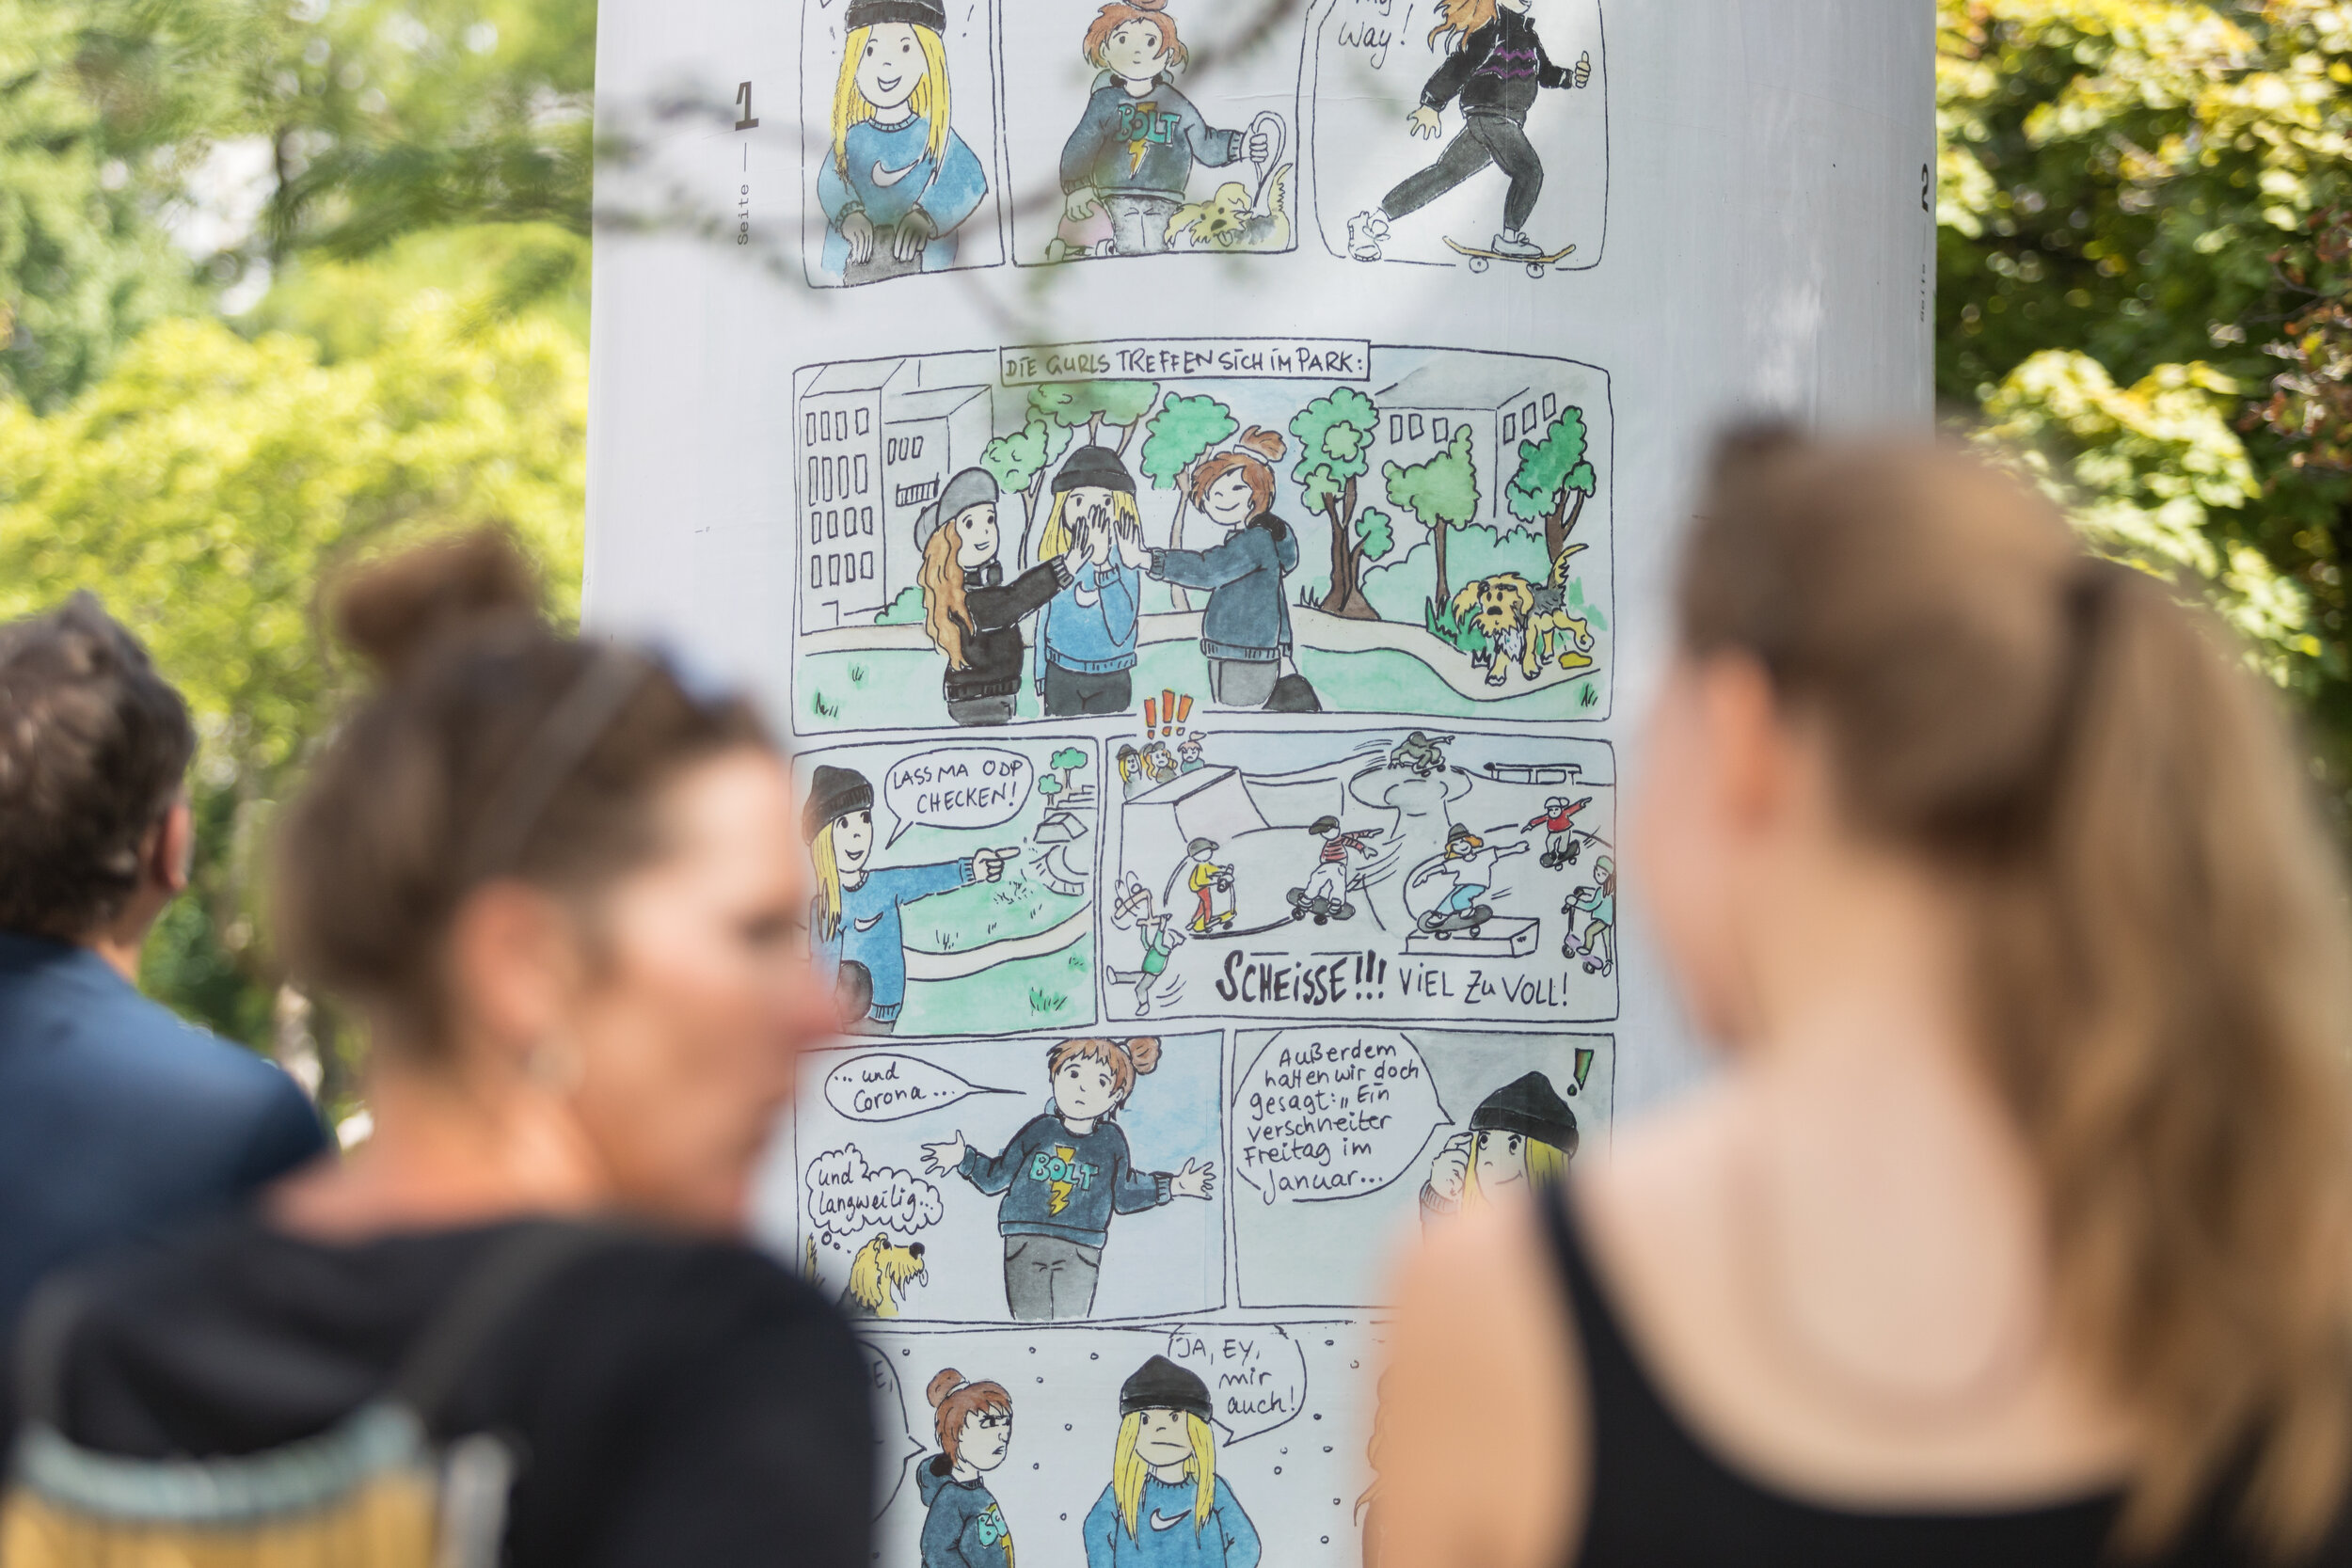 Way!
1
Seite —
BOLT
2
Seite —
DIE GURLS TREFFEN SICH IM PARK:
!!!
LASS MA ODP
CHECKEN!
SCHEISSE!!! VIEL ZU VOLL!
... und
Corona ...
und
langweilig...
BOLT
Außerdem
hatten wir doch
gesagt: „Ein
verschneiter
Freitag im
Januar...
!
JA, EY,
mir
auch!